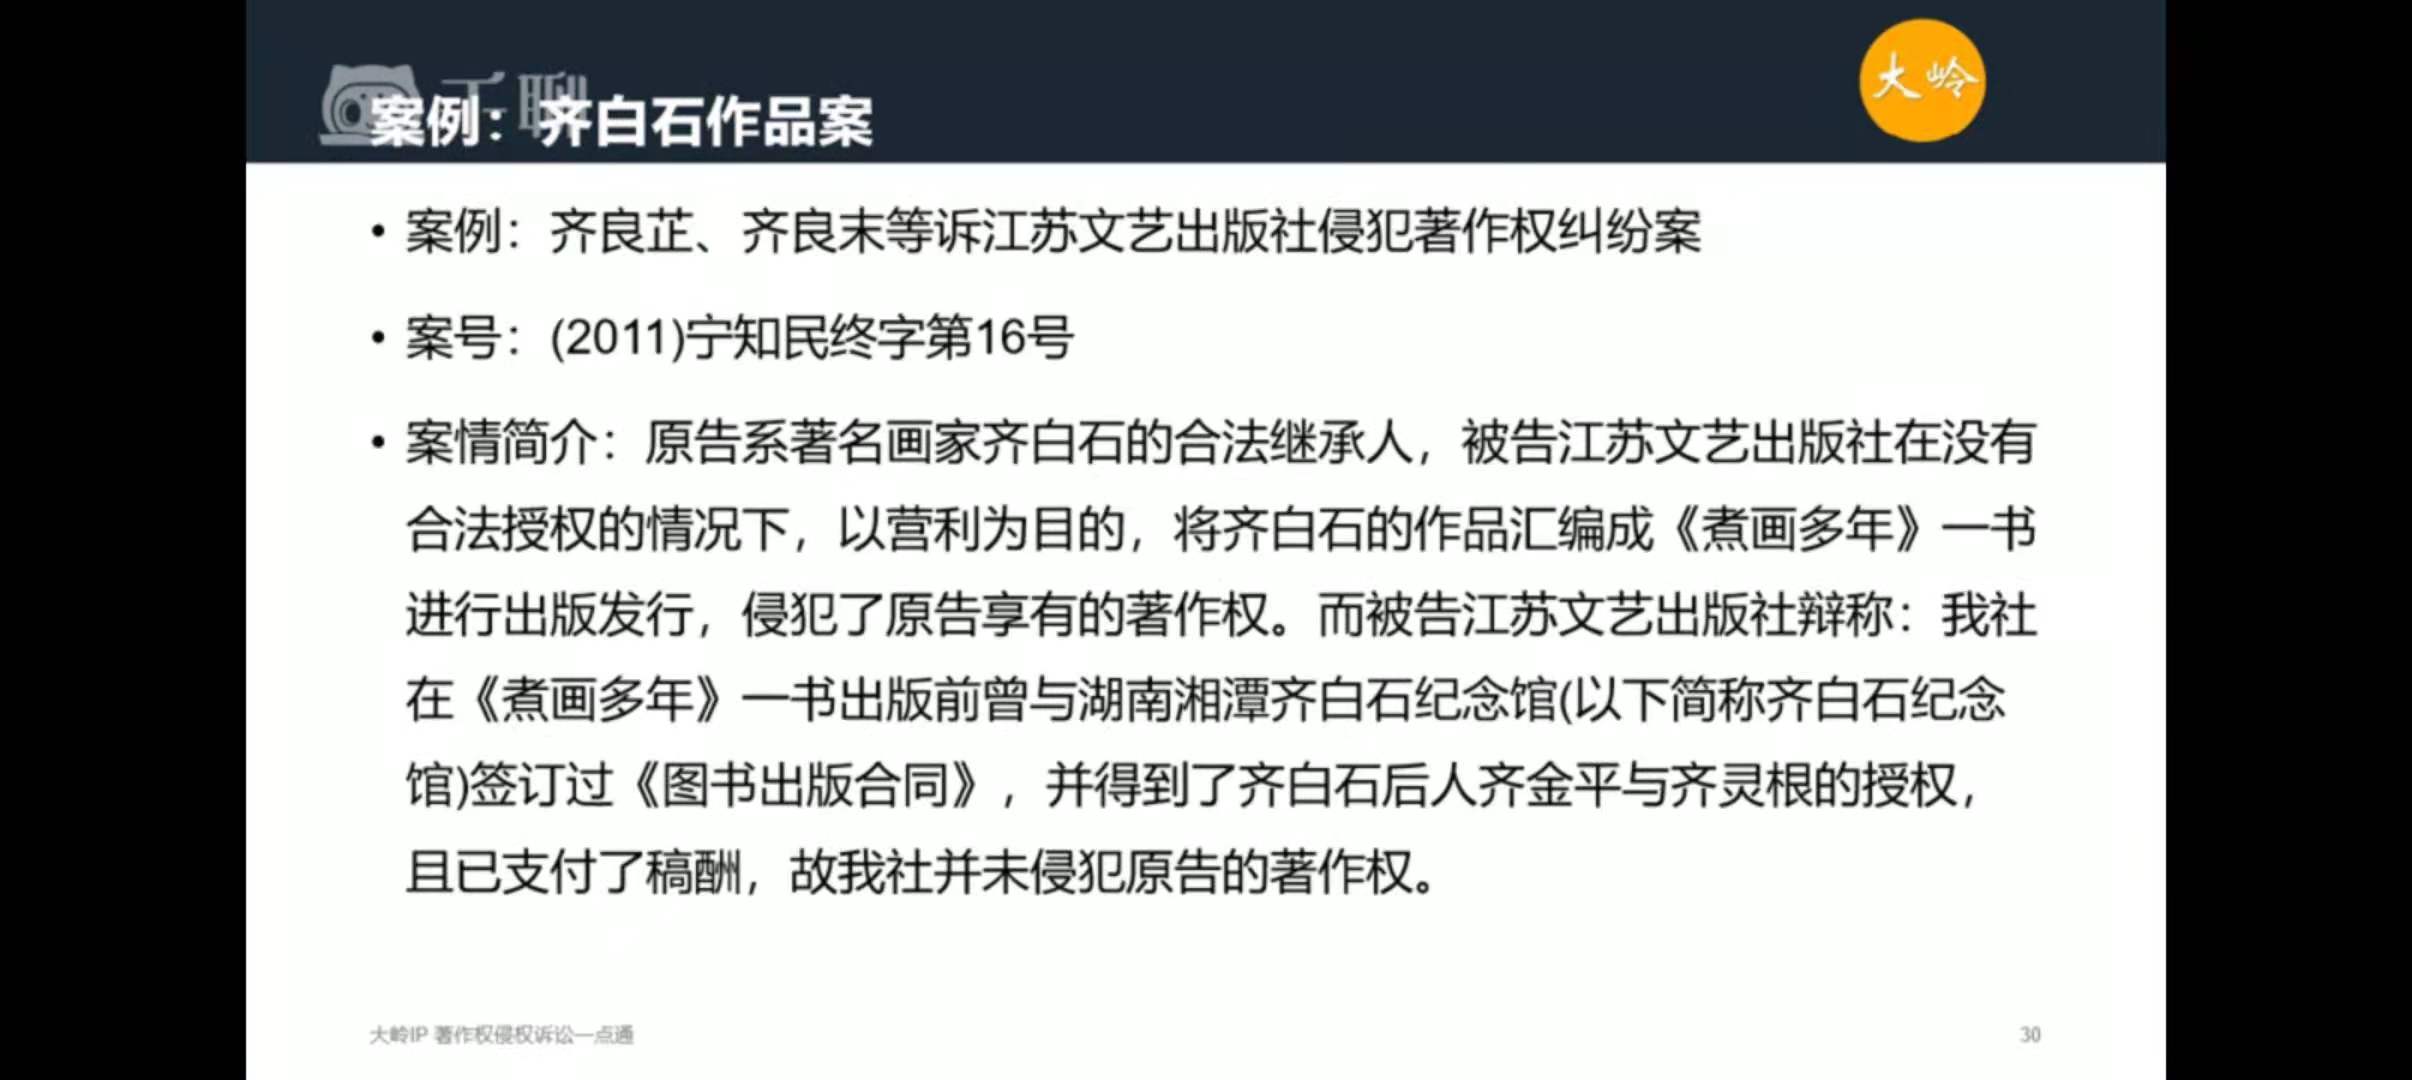 千聊
大岭
案例：齐白石作品案
• 案例：齐良芷、齐良末等诉江苏文艺出版社侵犯著作权纠纷案
• 案号：(2011)宁知民终字第16号
• 案情简介：原告系著名画家齐白石的合法继承人，被告江苏文艺出版社在没有
合法授权的情况下，以营利为目的，将齐白石的作品汇编成《煮画多年》一书
进行出版发行，侵犯了原告享有的著作权。而被告江苏文艺出版社辩称：我社
在《煮画多年》一书出版前曾与湖南湘潭齐白石纪念馆(以下简称齐白石纪念
馆)签订过《图书出版合同》，并得到了齐白石后人齐金平与齐灵根的授权，
且已支付了稿酬，故我社并未侵犯原告的著作权。
大岭IP 著作权侵权诉讼一点通
30